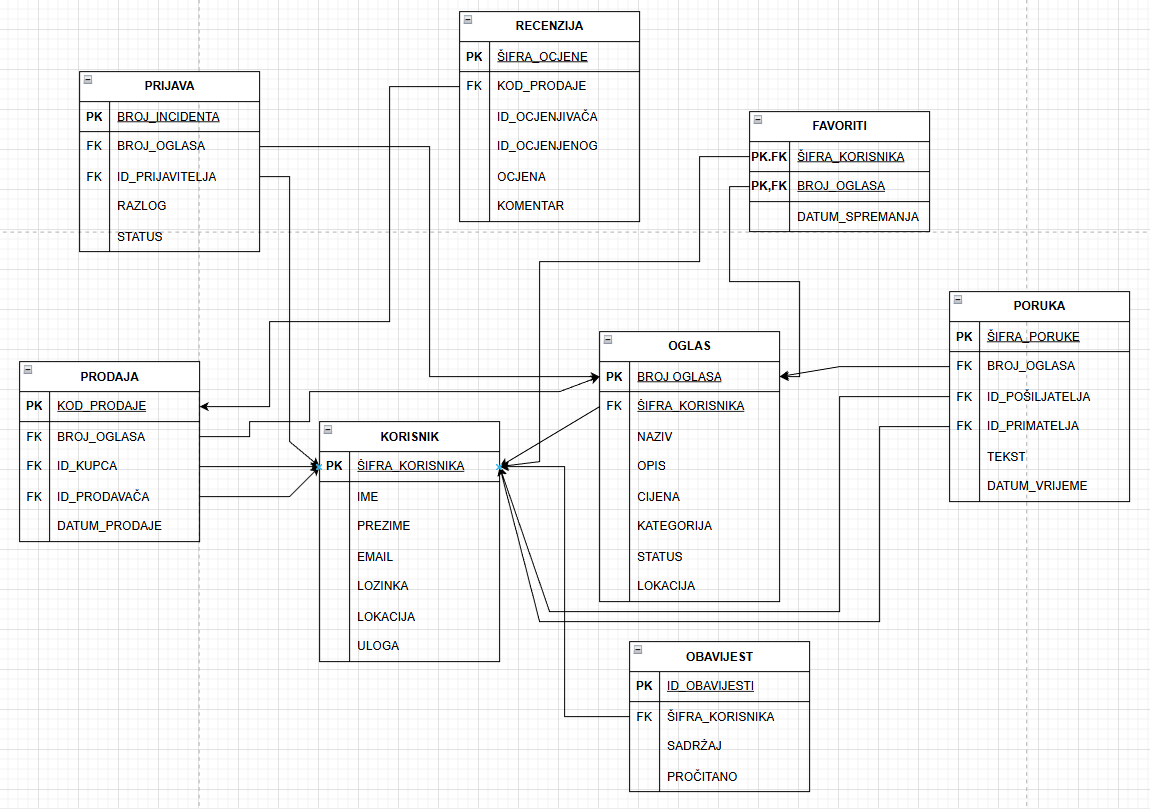 RECENZIJA
PK ŠIFRA_OCJENE
FK KOD_PRODAJE
ID_OCJENJIVAČA
ID_OCJENJENOG
OCJENA
KOMENTAR
PRIJAVA
PK BROJ_INCIDENTA
FK BROJ_OGLASA
FK ID_PRIJAVITELJA
RAZLOG
STATUS
FAVORITI
PK.FK ŠIFRA_KORISNIKA
PK,FK BROJ_OGLASA
DATUM_SPREMANJA
PORUKA
PK ŠIFRA_PORUKE
FK BROJ_OGLASA
FK ID_POŠILJATELJA
FK ID_PRIMATELJA
TEKST
DATUM_VRIJEME
OGLAS
PK BROJ OGLASA
FK ŠIFRA_KORISNIKA
NAZIV
OPIS
CIJENA
KATEGORIJA
STATUS
LOKACIJA
PRODAJA
PK KOD_PRODAJE
FK BROJ_OGLASA
FK ID_KUPCA
FK ID_PRODAVAČA
DATUM_PRODAJE
KORISNIK
PK ŠIFRA_KORISNIKA
IME
PREZIME
EMAIL
LOZINKA
LOKACIJA
ULOGA
OBAVIJEST
PK ID_OBAVIJESTI
FK ŠIFRA_KORISNIKA
SADRŽAJ
PROČITANO